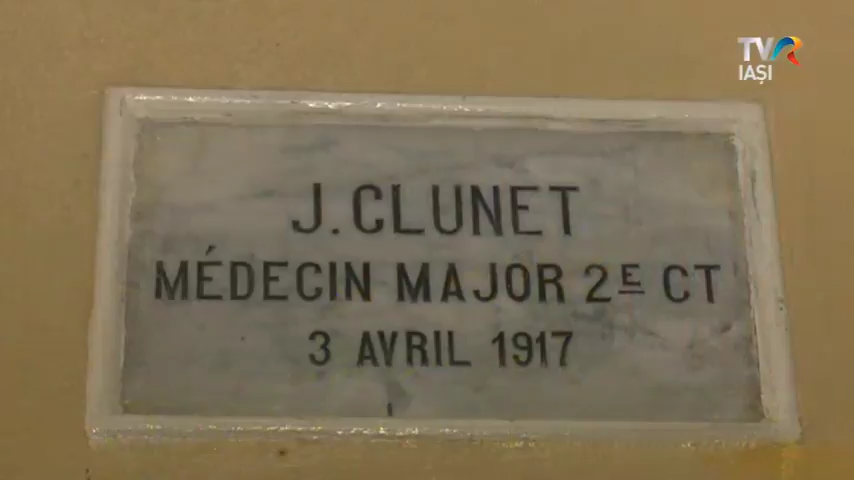 TVR
IAȘI
J. CLUNET
MÉDECIN MAJOR 2E CT
3 AVRIL 1917